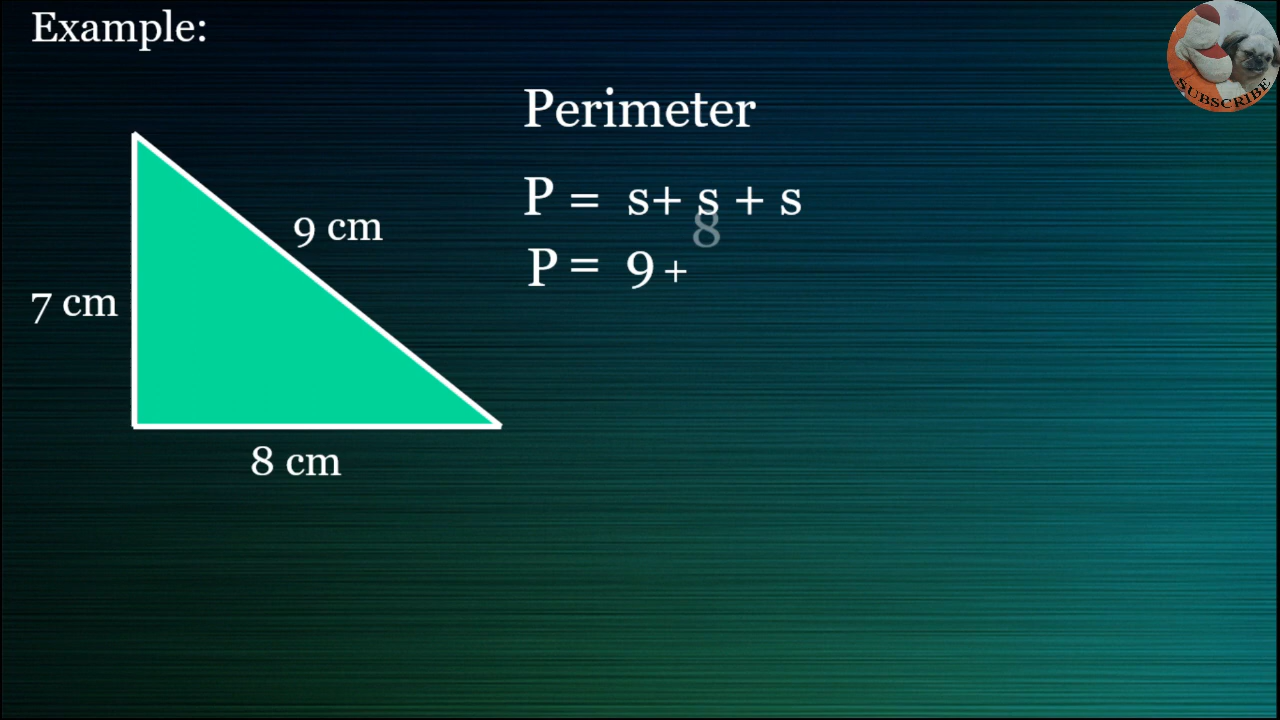 Example:
SUBSCRIBE
Perimeter
P = s+ s + s
8
P = 9 +
9 cm
7 cm
8 cm